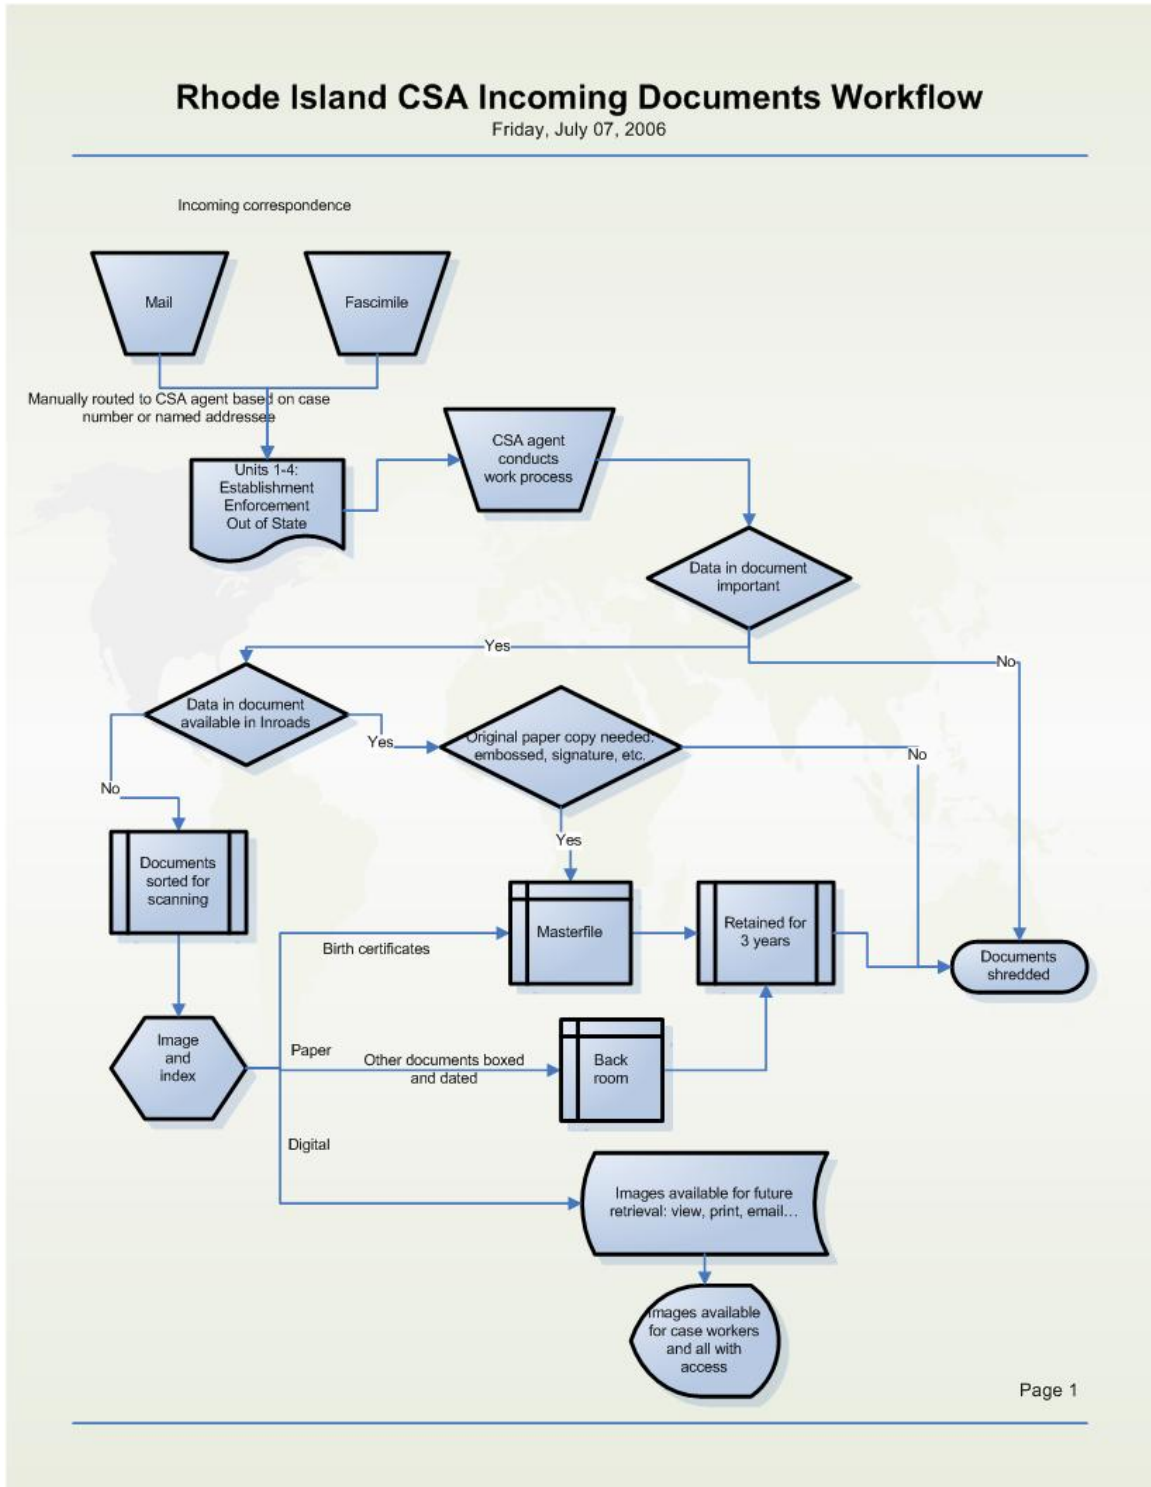 Rhode Island CSA Incoming Documents Workflow
Friday, July 07, 2006
Incoming correspondence
Mail
Fascimile
Manually routed to CSA agent based on case
number or named addressee
Units 1-4:
Establishment
Enforcement
Out of State
CSA agent
conducts
work process
Data in document
important
Yes
No
Data in document
available in Inroads
Yes
Original paper copy needed:
embossed, signature, etc.
No
No
Yes
Documents
sorted for
scanning
Masterfile
Retained for
3 years
Birth certificates
Documents
shredded
Image
and
index
Paper
Other documents boxed
and dated
Back
room
Digital
Images available for future
retrieval: view, print, email...
Images available
for case workers
and all with
access
Page 1